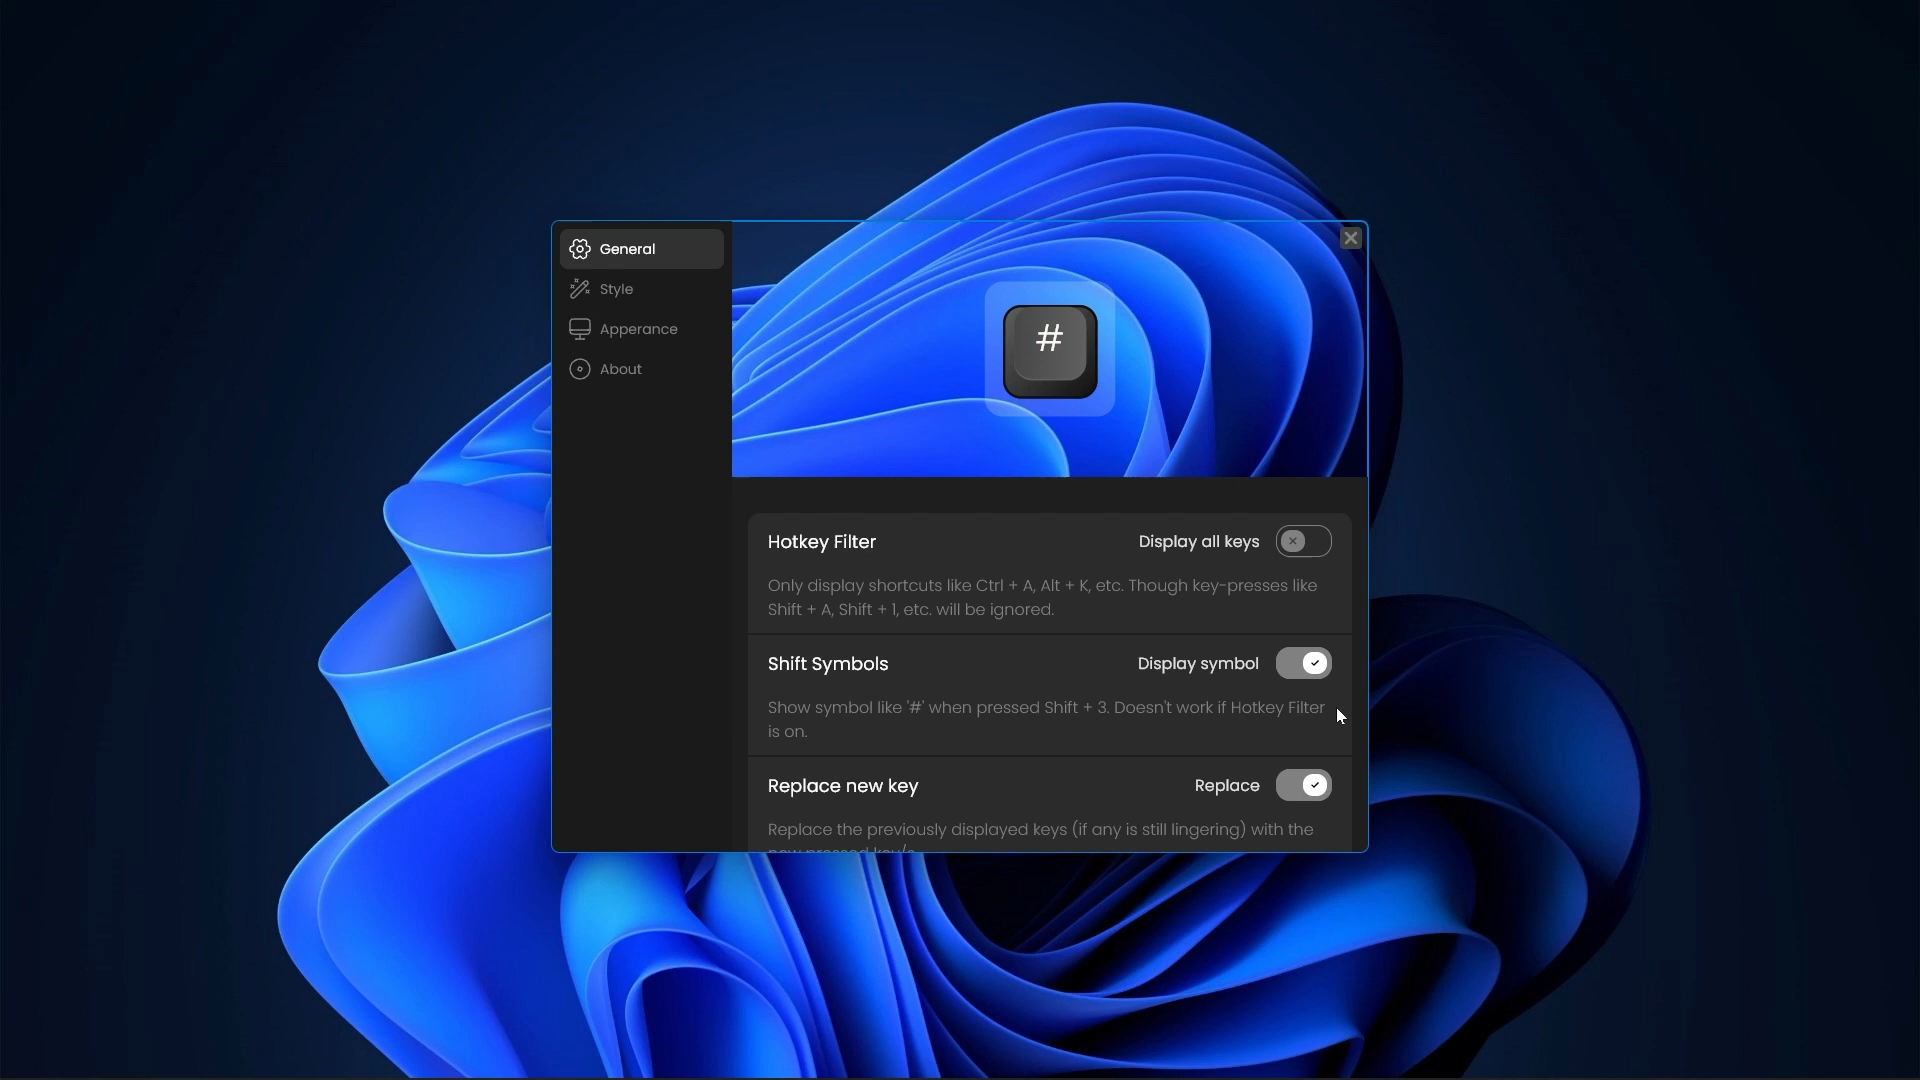 General
Style
Apperance
About
#
Hotkey Filter
Display all keys
Only display shortcuts like Ctrl + A, Alt + K, etc. Though key-presses like
Shift + A, Shift + 1, etc. will be ignored.
Shift Symbols
Display symbol
Show symbol like '#' when pressed Shift + 3. Doesn't work if Hotkey Filter
is on.
Replace new key
Replace
Replace the previously displayed keys (if any is still lingering) with the
new pressed key/s